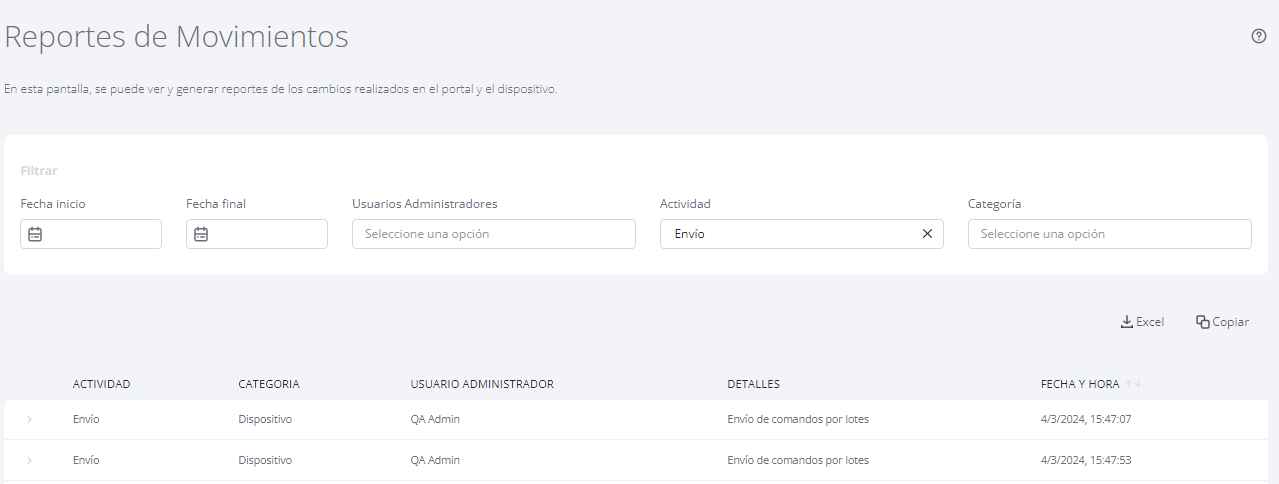 Reportes de Movimientos
En esta pantalla, se puede ver y generar reportes de los cambios realizados en el portal y el dispositivo.
Filtrar
Fecha inicio Fecha final Usuarios Administradores Actividad Categoría
Seleccione una opción Envío Seleccione una opción
Excel Copiar
ACTIVIDAD CATEGORIA USUARIO ADMINISTRADOR DETALLES FECHA Y HORA
Envío Dispositivo QA Admin Envío de comandos por lotes 4/3/2024, 15:47:07
Envío Dispositivo QA Admin Envío de comandos por lotes 4/3/2024, 15:47:53